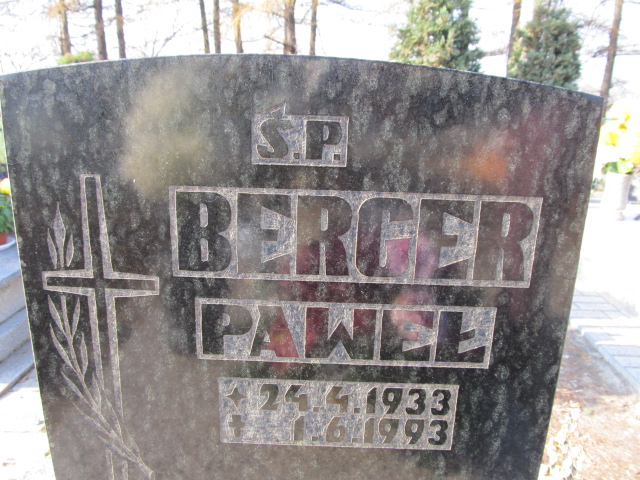 Ś.P.
BERGER
PAWEŁ
24.4.1933
1.6.1993